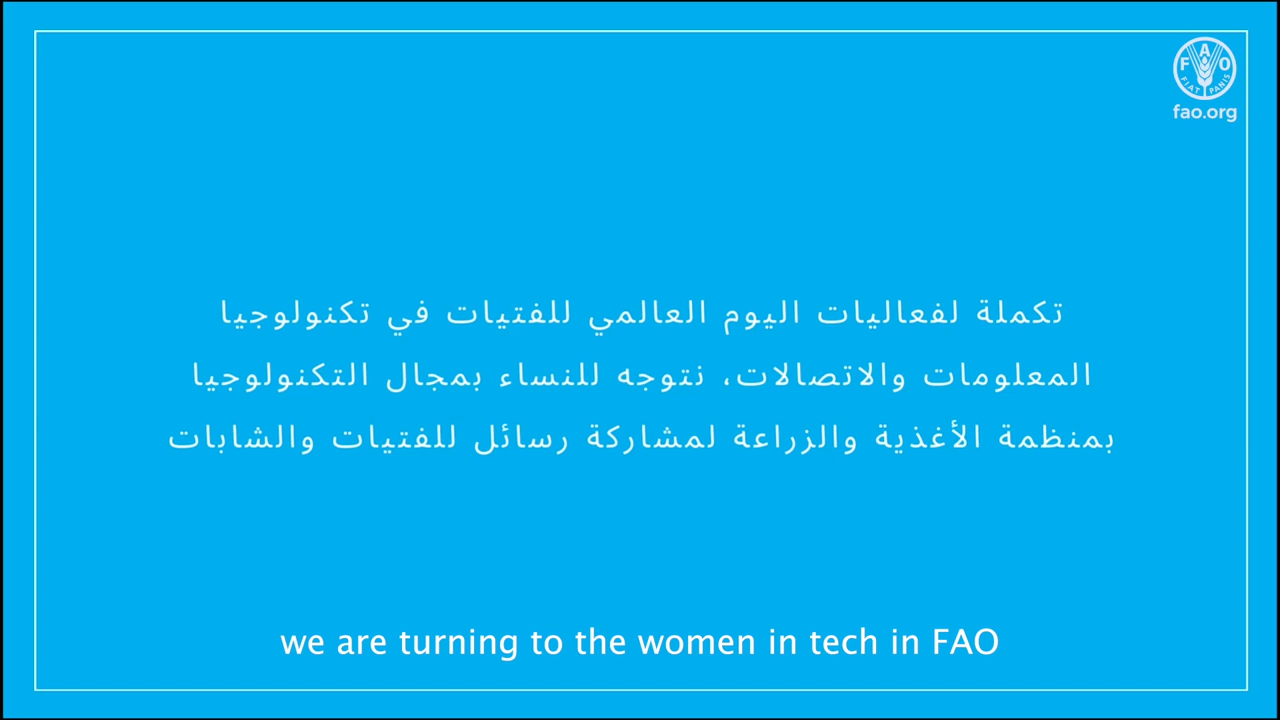 F A O
FIAT PANIS
fao.org
تكملة لفعاليات اليوم العالمي للفتيات في تكنولوجيا
المعلومات والاتصالات، نتوجه للنساء بمجال التكنولوجيا
بمنظمة الأغذية والزراعة لمشاركة رسائل للفتيات والشابات
we are turning to the women in tech in FAO